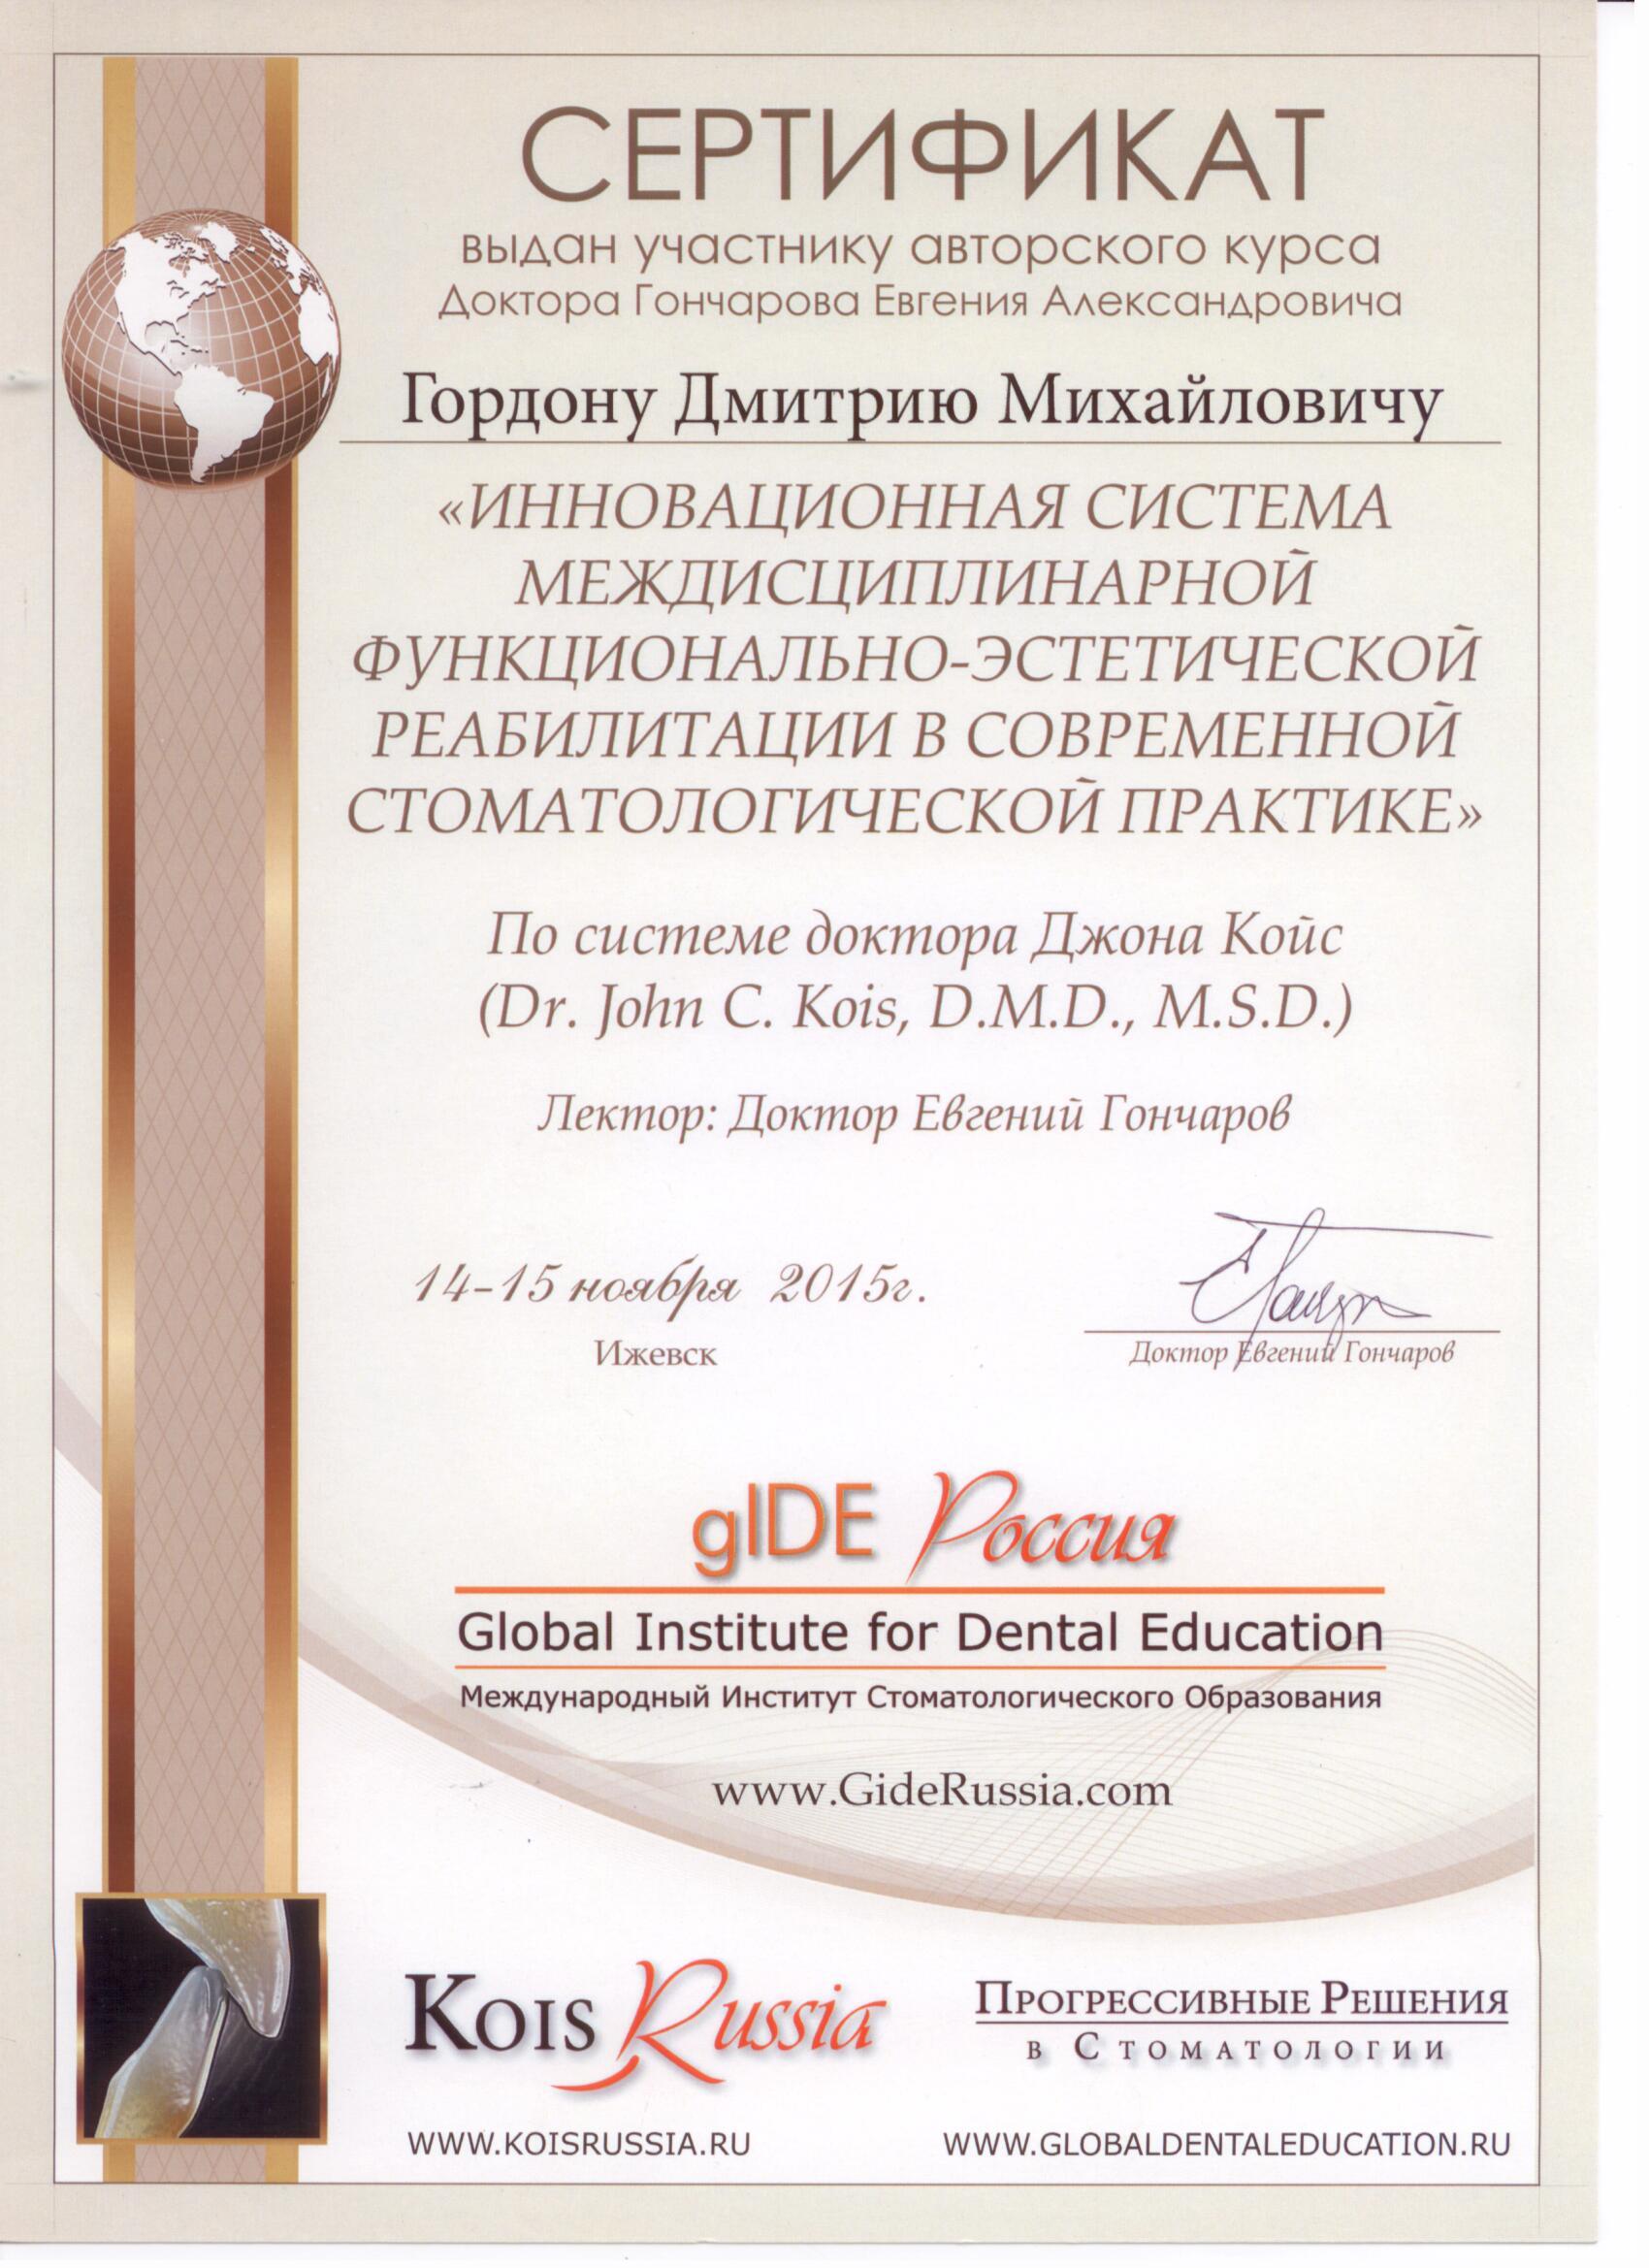 СЕРТИФИКАТ
выдан участнику авторского курса
Доктора Гончарова Евгения Александровича
Гордону Дмитрию Михайловичу
«ИННОВАЦИОННАЯ СИСТЕМА
МЕЖДИСЦИПЛИНАРНОЙ
ФУНКЦИОНАЛЬНО-ЭСТЕТИЧЕСКОЙ
РЕАБИЛИТАЦИИ В СОВРЕМЕННОЙ
СТОМАТОЛОГИЧЕСКОЙ ПРАКТИКЕ»
По системе доктора Джона Койс
(Dr. John C. Kois, D.M.D., M.S.D.)
Лектор: Доктор Евгений Гончаров
14-15 ноября 2015г.
Ижевск
Доктор Евгений Гончаров
gIDE Россия
Global Institute for Dental Education
Международный Институт Стоматологического Образования
www.GideRussia.com
KOIS Russia
ПРОГРЕССИВНЫЕ РЕШЕНИЯ
В СТОМАТОЛОГИИ
WWW.KOISRUSSIA.RU
WWW.GLOBALDENTALEDUCATION.RU